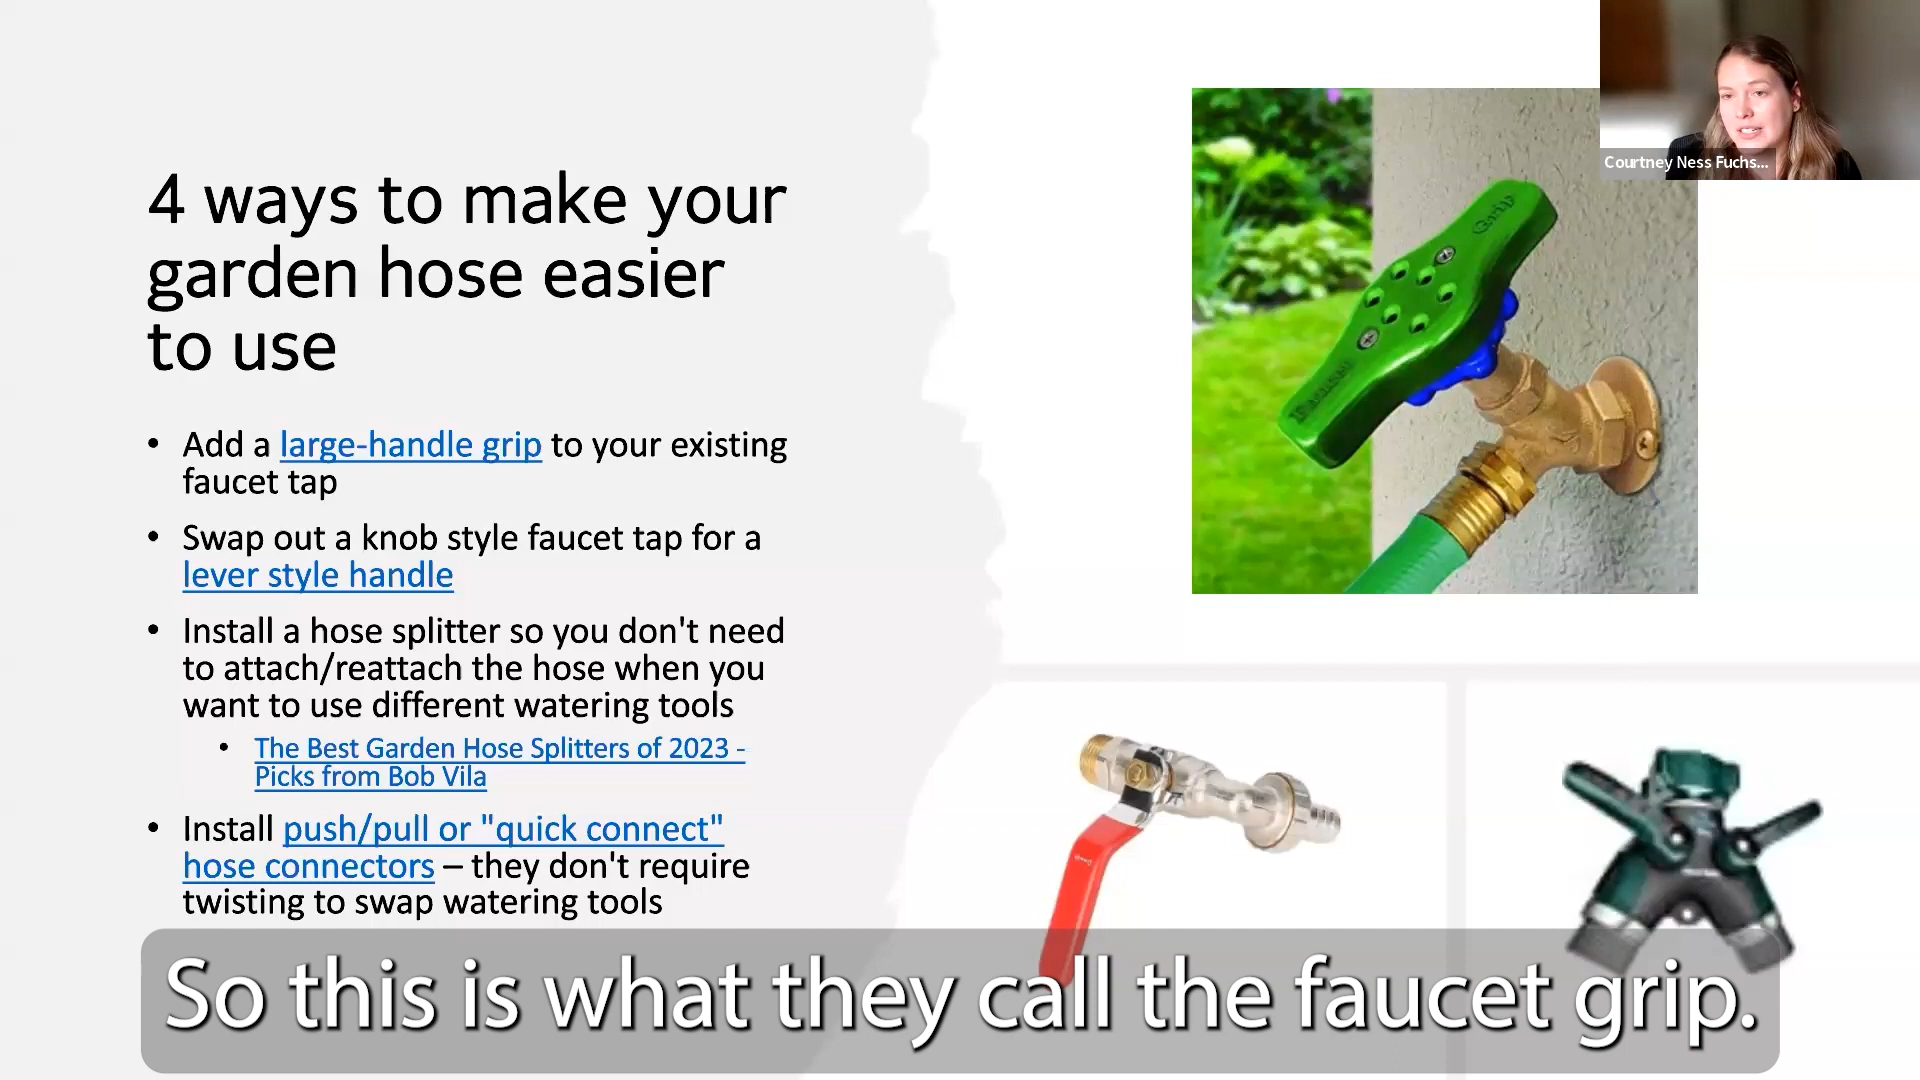 Courtney Ness Fuchs...
4 ways to make your
garden hose easier
to use
• Add a large-handle grip to your existing
faucet tap
• Swap out a knob style faucet tap for a
lever style handle
• Install a hose splitter so you don't need
to attach/reattach the hose when you
want to use different watering tools
• The Best Garden Hose Splitters of 2023 -
Picks from Bob Vila
• Install push/pull or "quick connect"
hose connectors – they don't require
twisting to swap watering tools
Grip
So this is what they call the faucet grip.